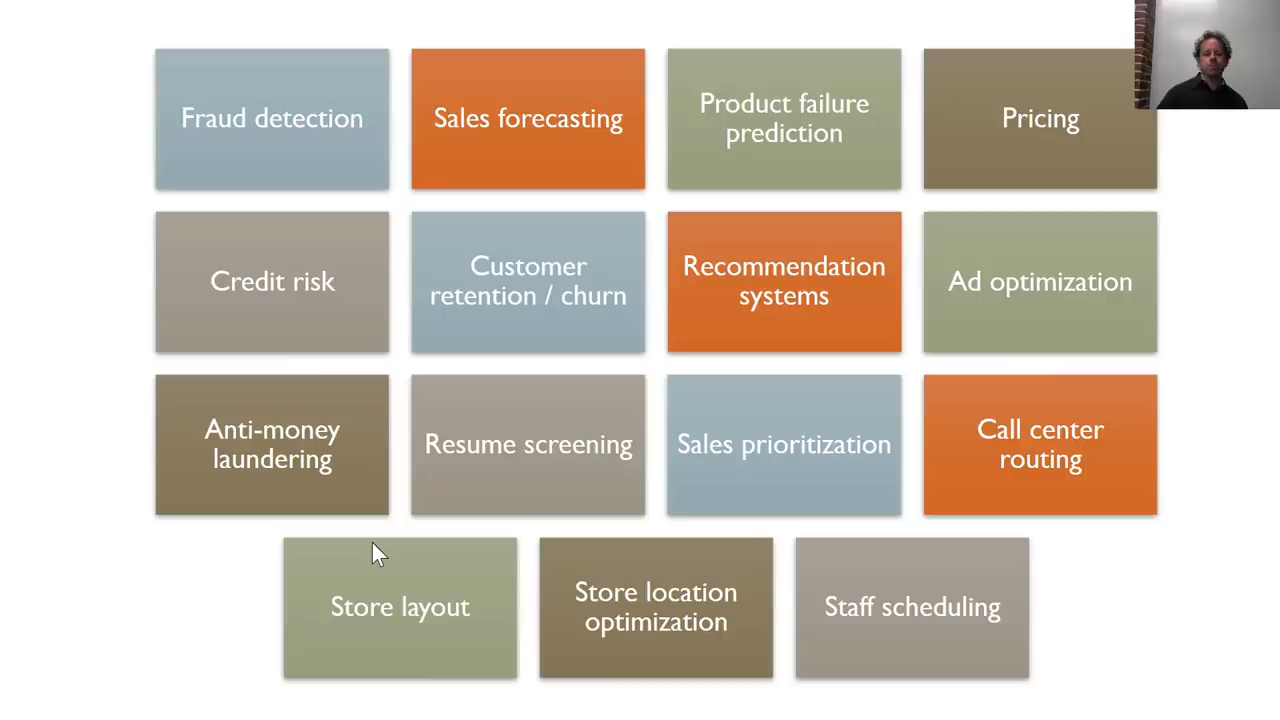 Fraud detection
Sales forecasting
Product failure
prediction
Pricing
Credit risk
Customer
retention / churn
Recommendation
systems
Ad optimization
Anti-money
laundering
Resume screening
Sales prioritization
Call center
routing
Store layout
Store location
optimization
Staff scheduling